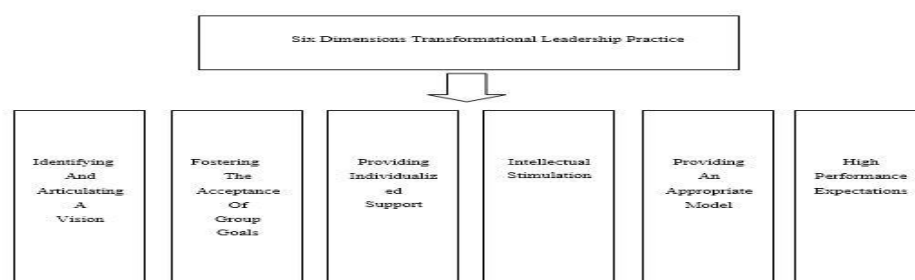 Six Dimensions Transformational Leadership Practice
Identifying
And
Articulating
A
Vision
Fostering
The
Acceptance
Of
Group
Goals
Providing
Individualiz
ed
Support
Intellectual
Stimulation
Providing
An
Appropriate
Model
High
Performance
Expectations